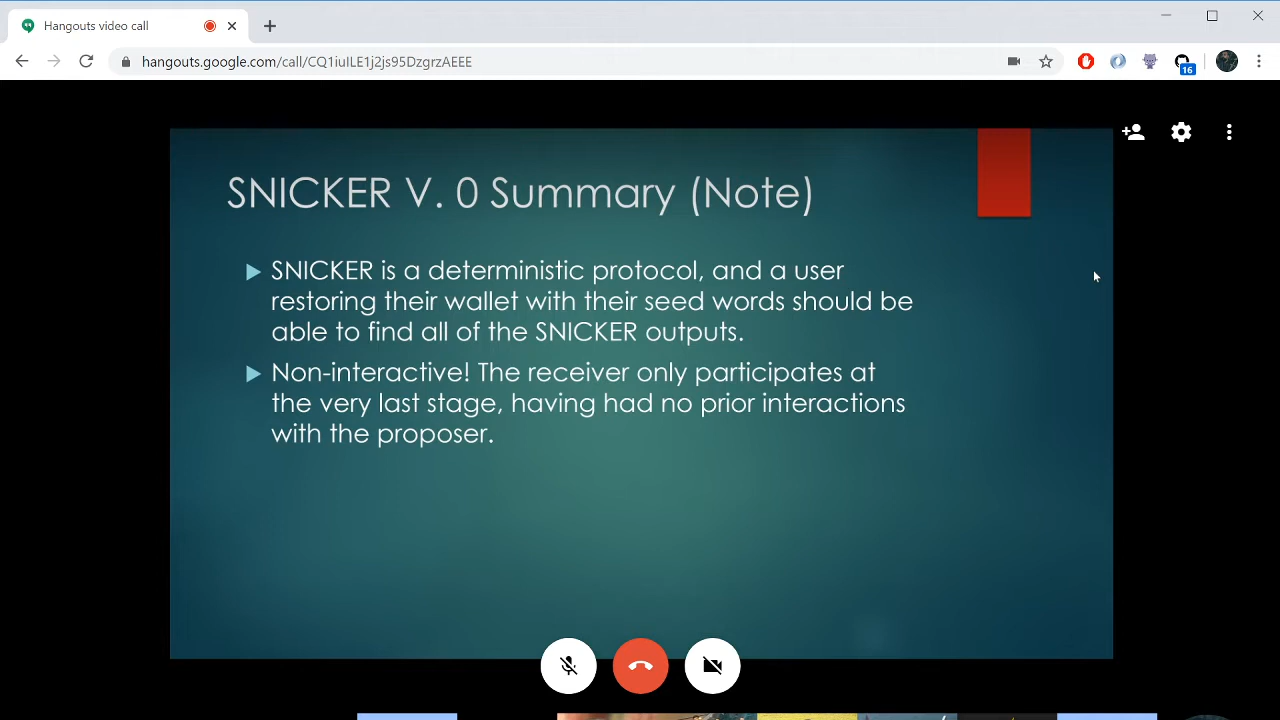 Hangouts video call
hangouts.google.com/call/CQ1iuILE1j2js95DzgrzAEEE
16
SNICKER V. 0 Summary (Note)
SNICKER is a deterministic protocol, and a user
restoring their wallet with their seed words should be
able to find all of the SNICKER outputs.
Non-interactive! The receiver only participates at
the very last stage, having had no prior interactions
with the proposer.